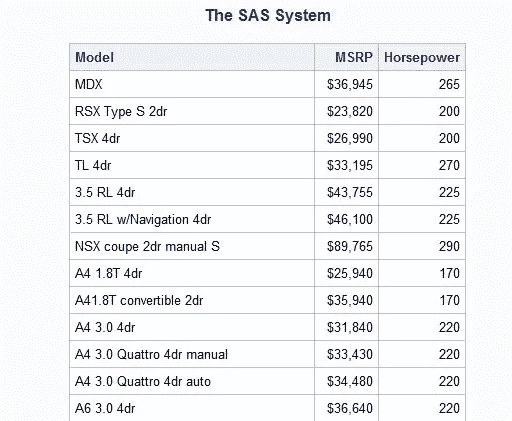 The SAS System
Model MSRP Horsepower
MDX $36,945 265
RSX Type S 2dr $23,820 200
TSX 4dr $26,990 200
TL 4dr $33,195 270
3.5 RL 4dr $43,755 225
3.5 RL w/Navigation 4dr $46,100 225
NSX coupe 2dr manual S $89,765 290
A4 1.8T 4dr $25,940 170
A41.8T convertible 2dr $35,940 170
A4 3.0 4dr $31,840 220
A4 3.0 Quattro 4dr manual $33,430 220
A4 3.0 Quattro 4dr auto $34,480 220
A6 3.0 4dr $36,640 220